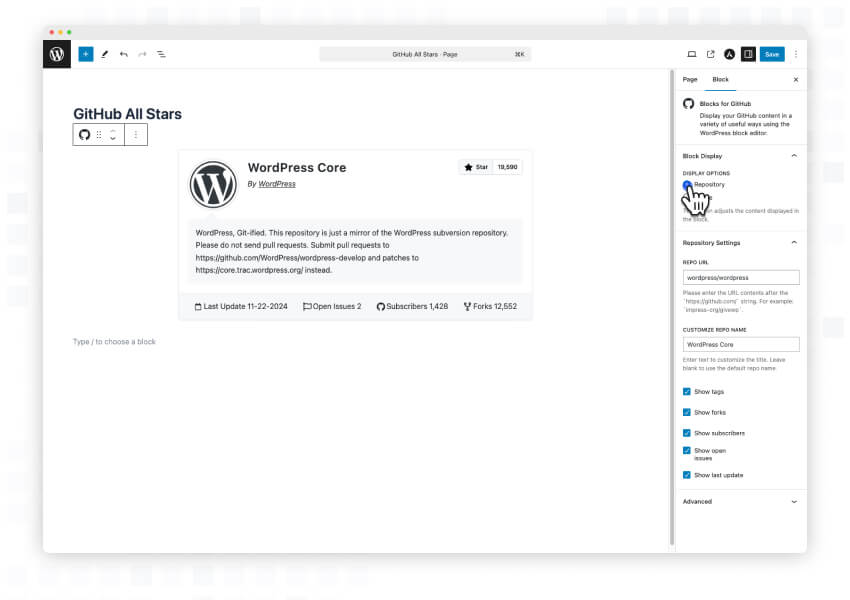 GitHub All Stars · Page ⌘K
Save
Page Block
Blocks for GitHub
Display your GitHub content in a
variety of useful ways using the
WordPress block editor.
Block Display
DISPLAY OPTIONS
Repository
adjusts the content displayed in
the block.
Repository Settings
REPO URL
wordpress/wordpress
Please enter the URL contents after the
`https://github.com/` string. For example:
`impress-org/givewp`.
CUSTOMIZE REPO NAME
WordPress Core
Enter text to customize the title. Leave
blank to use the default repo name.
Show tags
Show forks
Show subscribers
Show open
issues
Show last update
Advanced
GitHub All Stars
WordPress Core
By WordPress
Star 19,590
WordPress, Git-ified. This repository is just a mirror of the WordPress subversion repository.
Please do not send pull requests. Submit pull requests to
https://github.com/WordPress/wordpress-develop and patches to
https://core.trac.wordpress.org/ instead.
Last Update 11-22-2024 Open Issues 2 Subscribers 1,428 Forks 12,552
Type / to choose a block